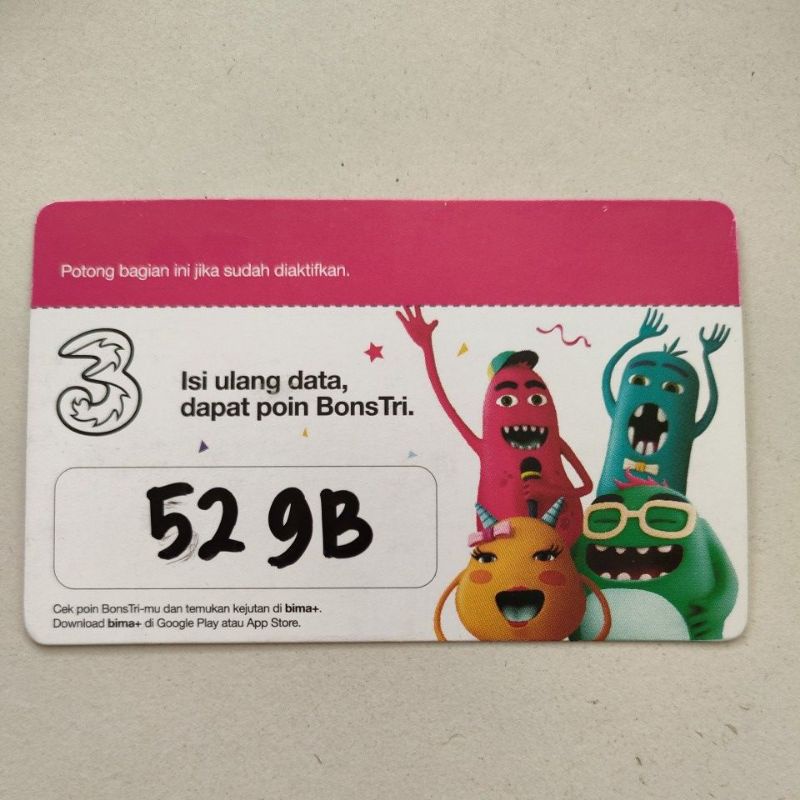 Potong bagian ini jika sudah diaktifkan.
3
Isi ulang data,
dapat poin BonsTri.
52 gB
Cek poin BonsTri-mu dan temukan kejutan di bima+.
Download bima+ di Google Play atau App Store.